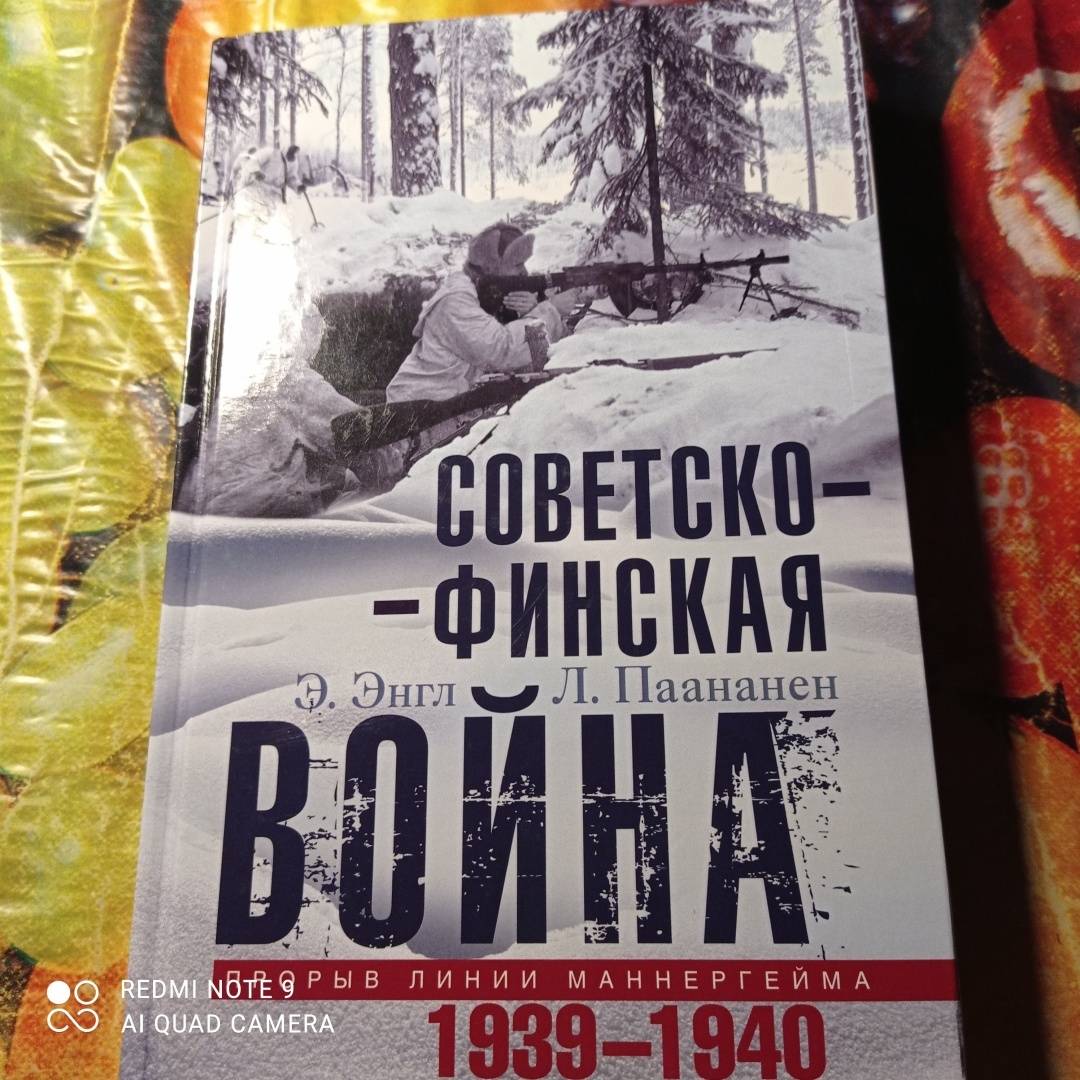 СОВЕТСКО-
-ФИНСКАЯ
Э. Энгл Л. Паананен
ВОЙНА
ПРОРЫВ ЛИНИИ МАННЕРГЕЙМА
1939–1940
REDMI NOTE 9
AI QUAD CAMERA